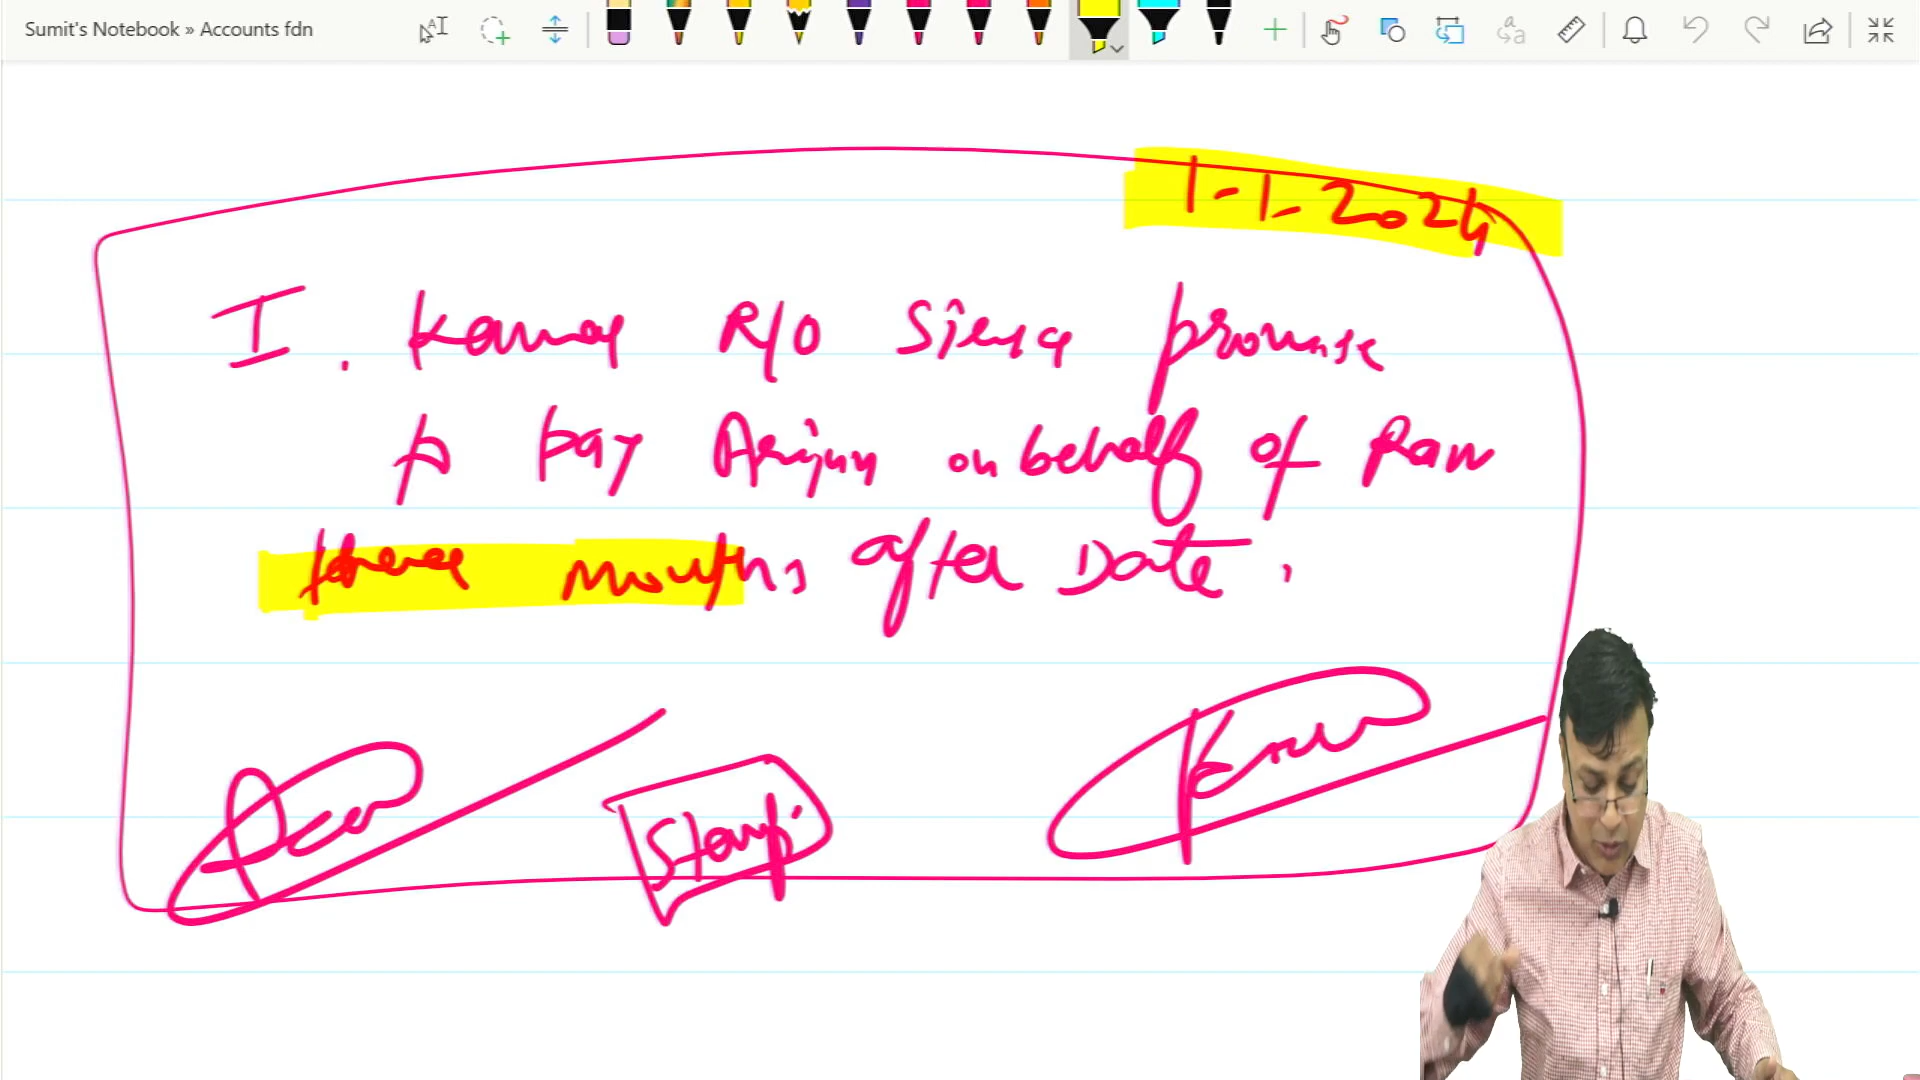 Sumit's Notebook » Accounts fdn
1-1-2024
I. Karna R/O Sirsa promise
to pay Arjun on behalf of Ram
three months after Date.
Stamp